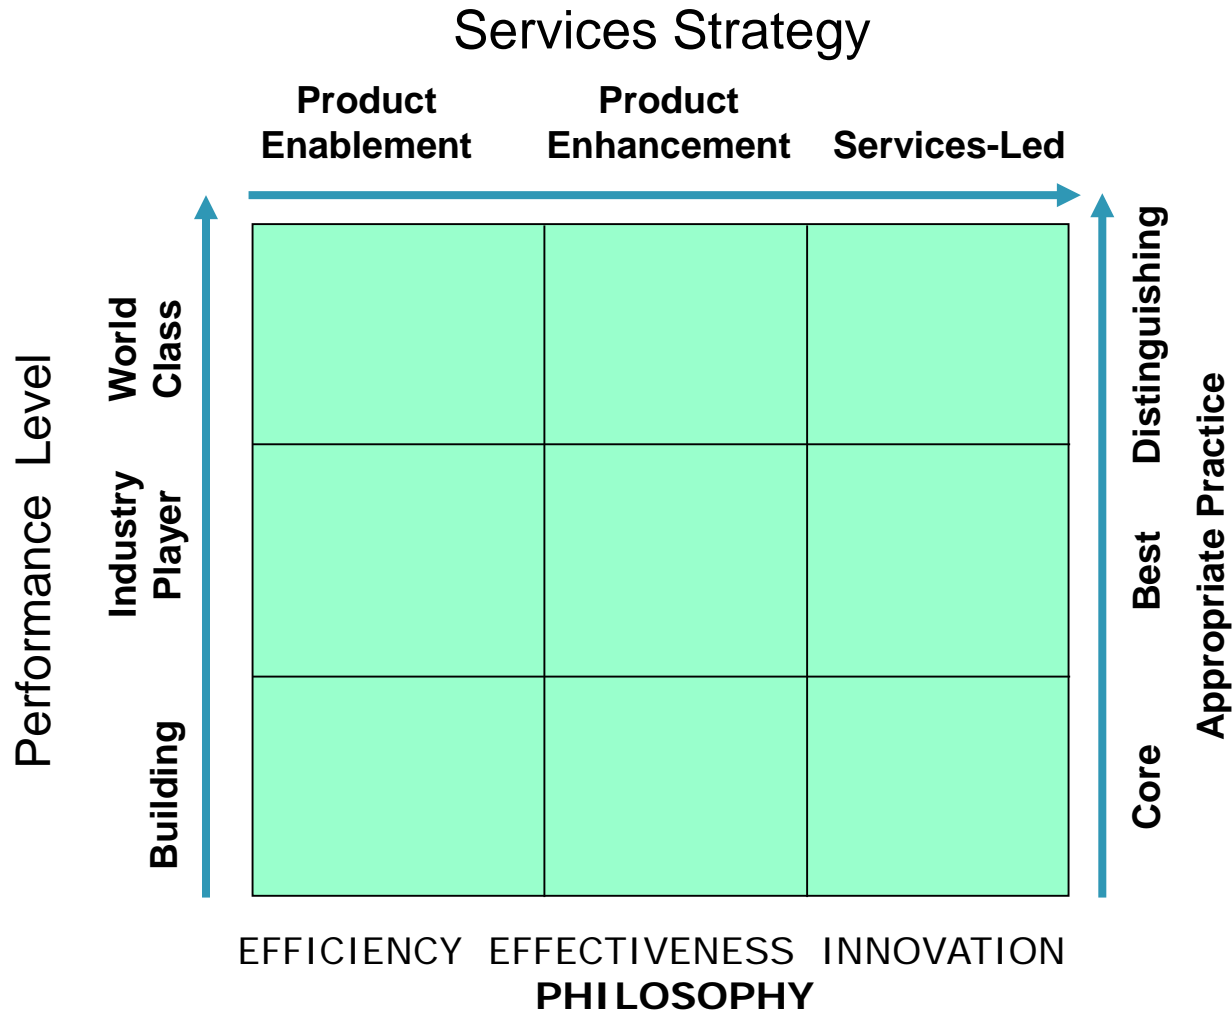 Services Strategy
Product
Enablement
Product
Enhancement
Services-Led
Performance Level
World
Class
Industry
Player
Building
Distinguishing
Best
Core
Appropriate Practice
EFFICIENCY EFFECTIVENESS INNOVATION
PHILOSOPHY